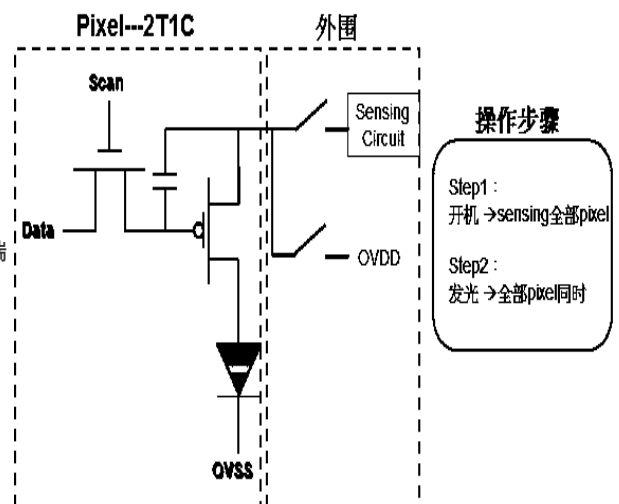 Pixel---2T1C
外围
Scan
Sensing
Circuit
操作步骤
Step1：
开机→sensing全部pixel
Data
端
OVDD
Step2：
发光→全部pixel同时
OVSS